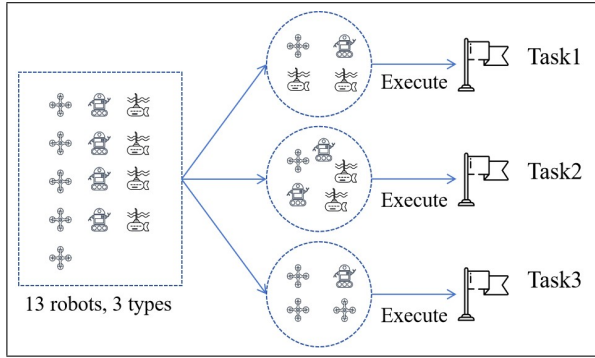 13 robots, 3 types
Execute
Task1
Execute
Task2
Execute
Task3